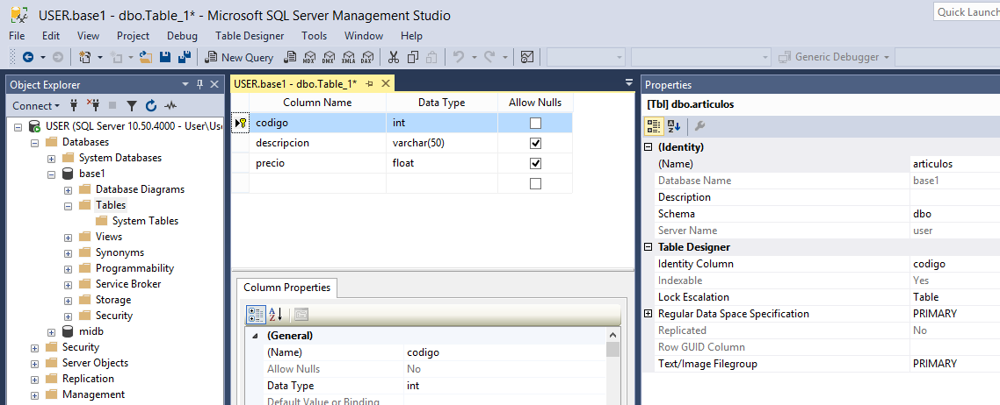 USER.base1 - dbo.Table_1* - Microsoft SQL Server Management Studio
Quick Launch
File Edit View Project Debug Table Designer Tools Window Help
New Query MDX DMX XMLA DAX Generic Debugger
Object Explorer
Connect
USER (SQL Server 10.50.4000 - User\Use
Databases
System Databases
base1
Database Diagrams
Tables
System Tables
Views
Synonyms
Programmability
Service Broker
Storage
Security
midb
Security
Server Objects
Replication
Management
USER.base1 - dbo.Table_1*
Column Name Data Type Allow Nulls
codigo int
descripcion varchar(50)
precio float
Column Properties
(General)
(Name) codigo
Allow Nulls No
Data Type int
Default Value or Binding
Properties
[Tbl] dbo.articulos
(Identity)
(Name) articulos
Database Name base1
Description
Schema dbo
Server Name user
Table Designer
Identity Column codigo
Indexable Yes
Lock Escalation Table
Regular Data Space Specification PRIMARY
Replicated No
Row GUID Column
Text/Image Filegroup PRIMARY